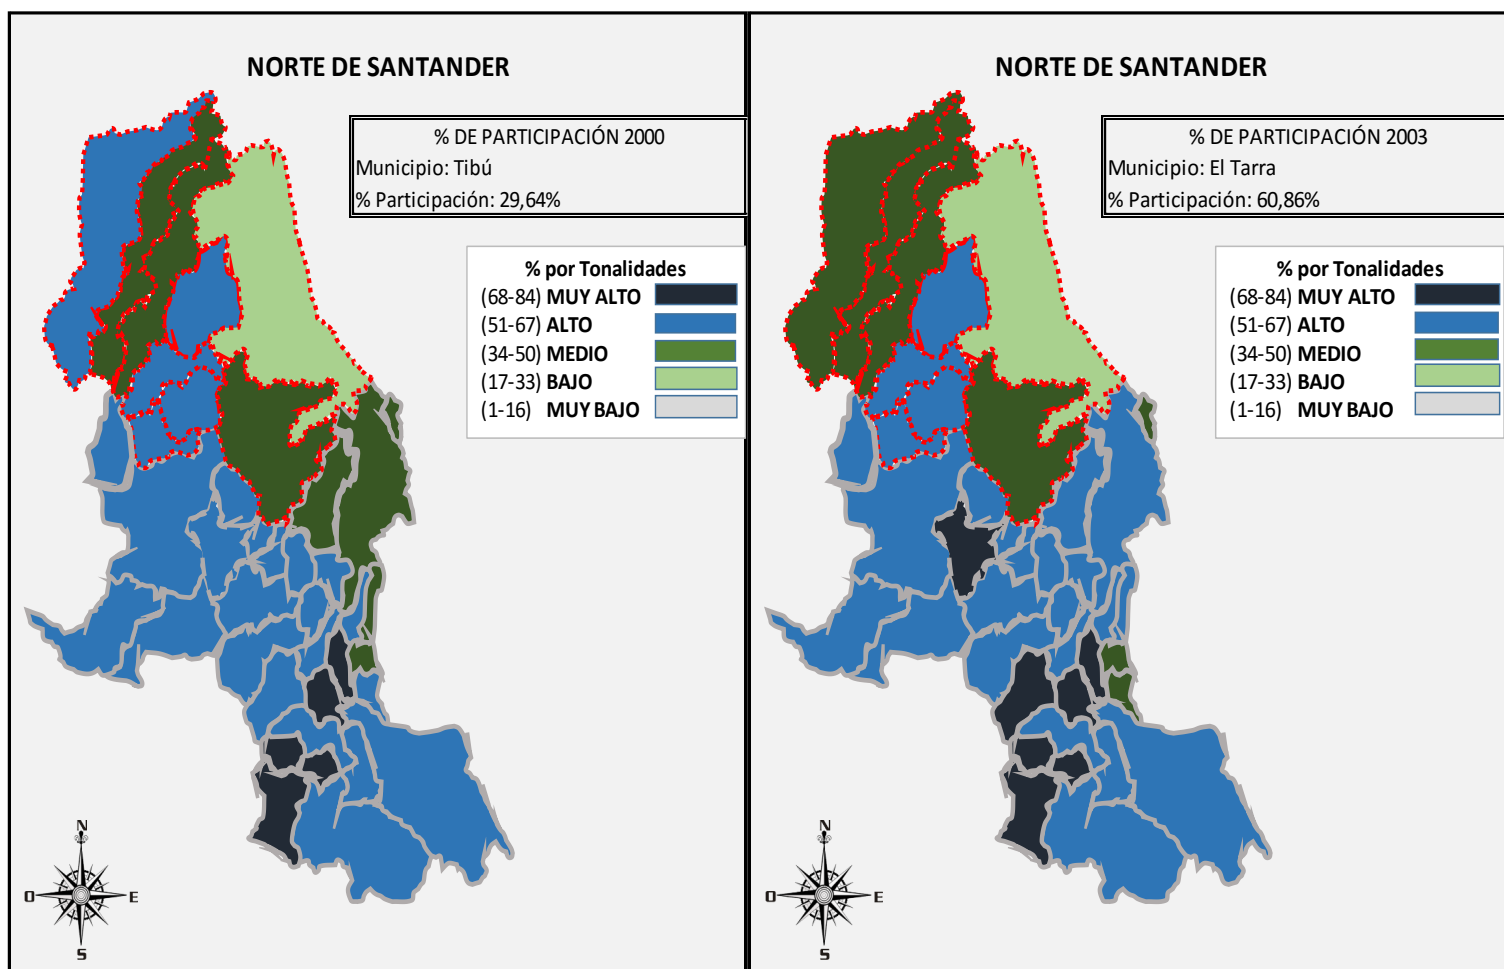 NORTE DE SANTANDER
% DE PARTICIPACIÓN 2000
Municipio: Tibú
% Participación: 29,64%
% por Tonalidades
(68-84) MUY ALTO
(51-67) ALTO
(34-50) MEDIO
(17-33) BAJO
(1-16) MUY BAJO
N
O E
S
NORTE DE SANTANDER
% DE PARTICIPACIÓN 2003
Municipio: El Tarra
% Participación: 60,86%
% por Tonalidades
(68-84) MUY ALTO
(51-67) ALTO
(34-50) MEDIO
(17-33) BAJO
(1-16) MUY BAJO
N
O E
S